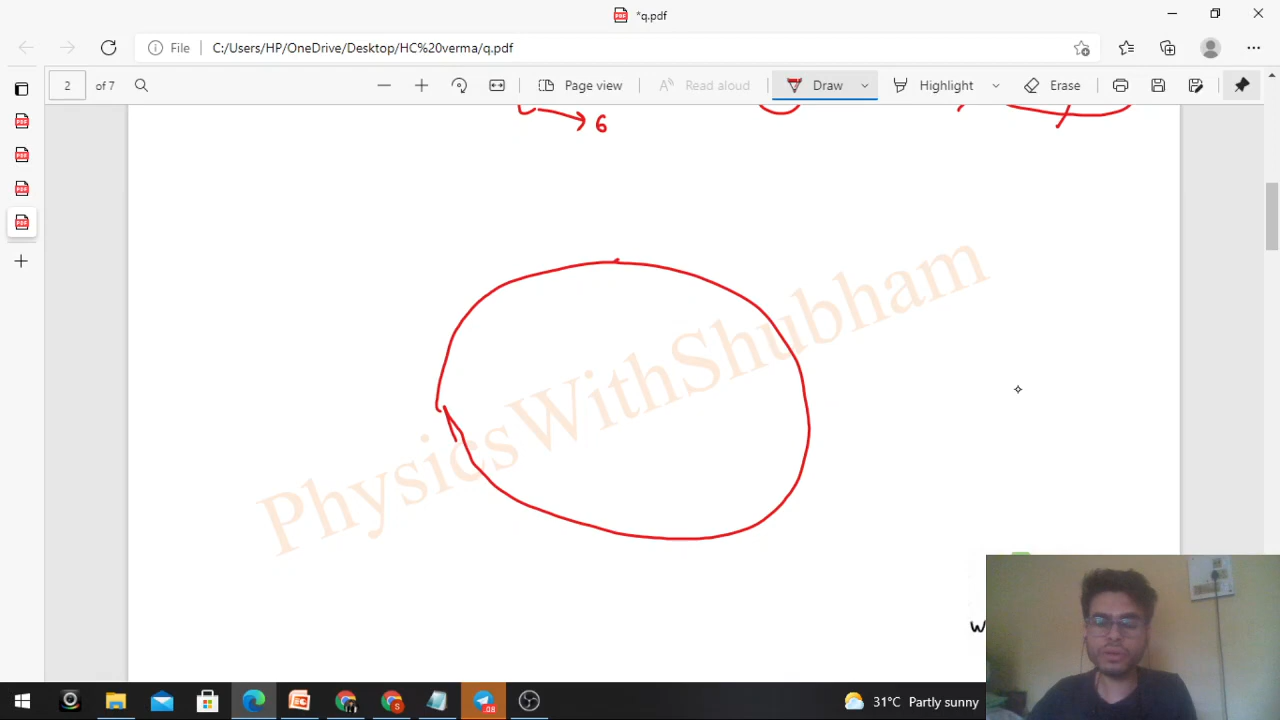 *q.pdf
File C:/Users/HP/OneDrive/Desktop/HC%20verma/q.pdf
2 of 7 Page view Read aloud Draw Highlight Erase
6
PhysicsWithShubham
W
31°C Partly sunny